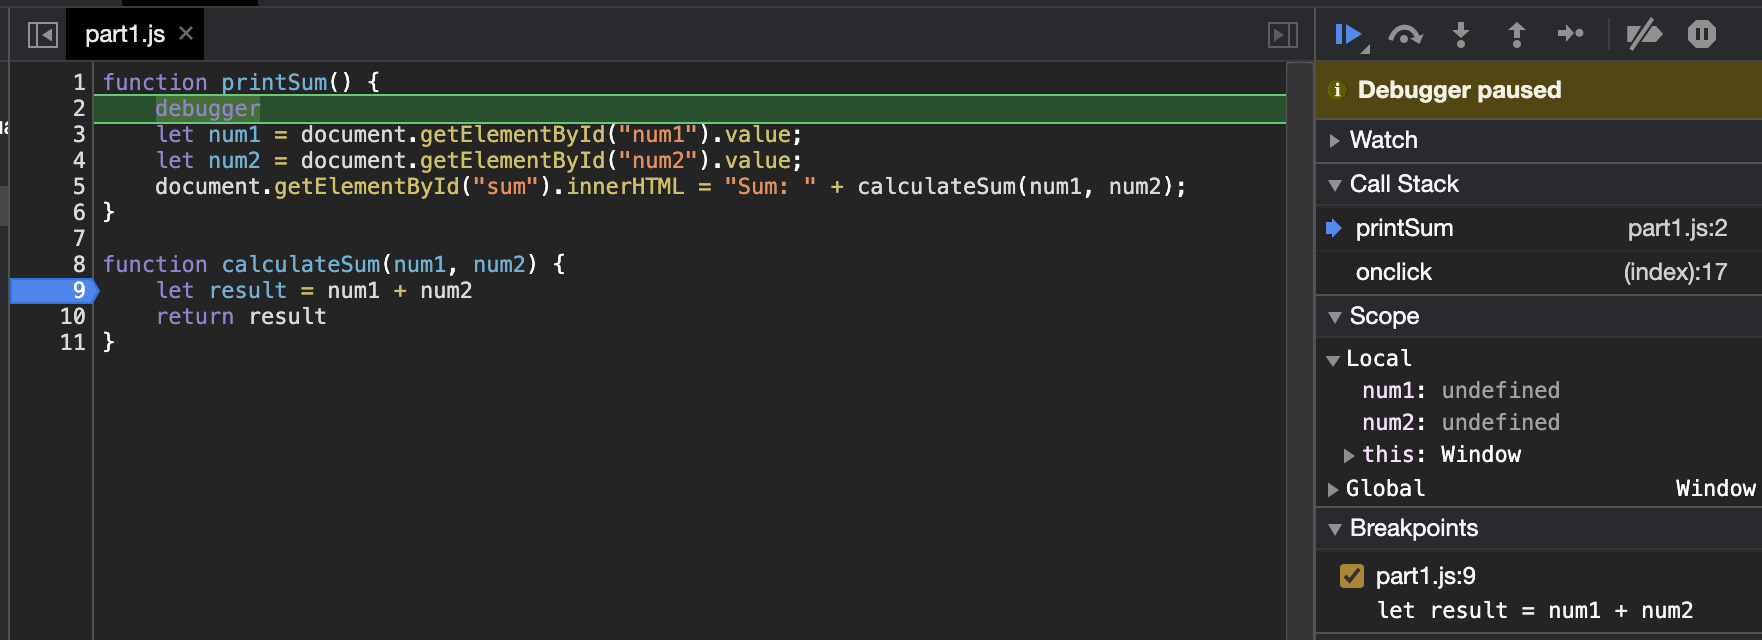 part1.js ×
1 function printSum() {
2     debugger
3     let num1 = document.getElementById("num1").value;
4     let num2 = document.getElementById("num2").value;
5     document.getElementById("sum").innerHTML = "Sum: " + calculateSum(num1, num2);
6 }
7
8 function calculateSum(num1, num2) {
9     let result = num1 + num2
10     return result
11 }
Debugger paused
Watch
Call Stack
printSum part1.js:2
onclick (index):17
Scope
Local
num1: undefined
num2: undefined
this: Window
Global Window
Breakpoints
part1.js:9
let result = num1 + num2